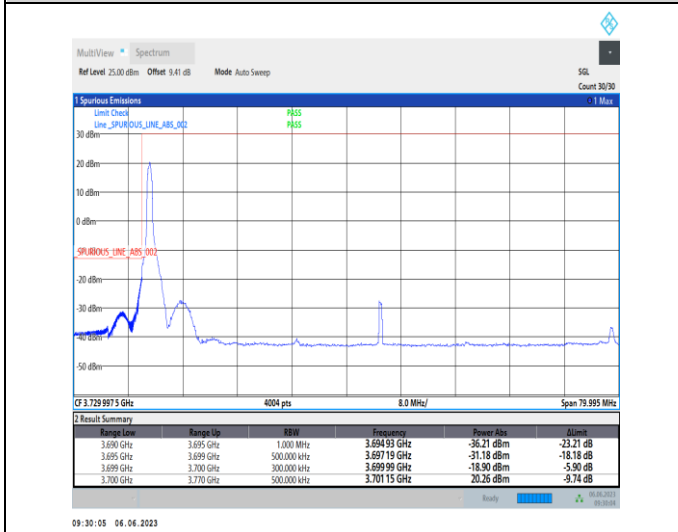 MultiView Spectrum
Ref Level 25.00 dBm Offset 9.41 dB Mode Auto Sweep SGL
Count 30/30
1 Spurious Emissions 1 Max
Limit Check PASS
Line _SPURIOUS_LINE_ABS_002 PASS
30 dBm
20 dBm
10 dBm
0 dBm
_SPURIOUS_LINE_ABS_002
-20 dBm
-30 dBm
-40 dBm
-50 dBm
CF 3.729 997 5 GHz 4004 pts 8.0 MHz/ Span 79.995 MHz
2 Result Summary
Range Low Range Up RBW Frequency Power Abs ΔLimit
3.690 GHz 3.695 GHz 1.000 MHz 3.694 93 GHz -36.21 dBm -23.21 dB
3.695 GHz 3.699 GHz 500.000 kHz 3.697 19 GHz -31.18 dBm -18.18 dB
3.699 GHz 3.700 GHz 300.000 kHz 3.699 99 GHz -18.90 dBm -5.90 dB
3.700 GHz 3.770 GHz 500.000 kHz 3.701 15 GHz 20.26 dBm -9.74 dB
Ready 06.06.2023
09:30:04
09:30:05 06.06.2023